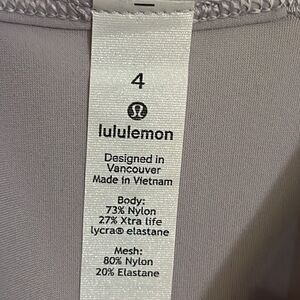 4
lululemon
Designed in
Vancouver
Made in Vietnam
Body:
73% Nylon
27% Xtra life
lycra® elastane
Mesh:
80% Nylon
20% Elastane